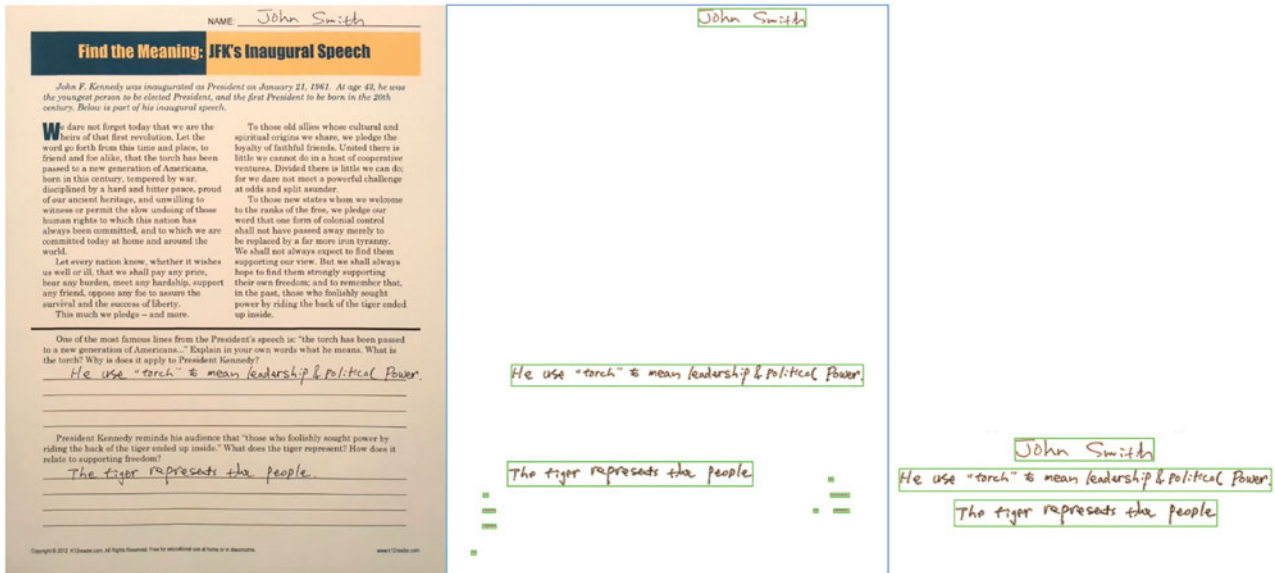 NAME: John Smith
Find the Meaning: JFK's Inaugural Speech
John F. Kennedy was inaugurated as President on January 21, 1961. At age 43, he was
the youngest person to be elected President, and the first President to be born in the 20th
century. Below is part of his inaugural speech.
We dare not forget today that we are the
heirs of that first revolution. Let the
word go forth from this time and place, to
friend and foe alike, that the torch has been
passed to a new generation of Americans,
born in this century, tempered by war,
disciplined by a hard and bitter peace, proud
of our ancient heritage, and unwilling to
witness or permit the slow undoing of those
human rights to which this nation has
always been committed, and to which we are
committed today at home and around the
world.
Let every nation know, whether it wishes
us well or ill, that we shall pay any price,
bear any burden, meet any hardship, support
any friend, oppose any foe to assure the
survival and the success of liberty.
This much we pledge – and more.
To those old allies whose cultural and
spiritual origins we share, we pledge the
loyalty of faithful friends. United there is
little we cannot do in a host of cooperative
ventures. Divided there is little we can do;
for we dare not meet a powerful challenge
at odds and split asunder.
To those new states whom we welcome
to the ranks of the free, we pledge our
word that one form of colonial control
shall not have passed away merely to
be replaced by a far more iron tyranny.
We shall not always expect to find them
supporting our view. But we shall always
hope to find them strongly supporting
their own freedom; and to remember that,
in the past, those who foolishly sought
power by riding the back of the tiger ended
up inside.
One of the most famous lines from the President's speech is: "the torch has been passed
to a new generation of Americans..." Explain in your own words what he means. What is
the torch? Why is does it apply to President Kennedy?
He use "torch" to mean leadership & political Power.
President Kennedy reminds his audience that "those who foolishly sought power by
riding the back of the tiger ended up inside." What does the tiger represent? How does it
relate to supporting freedom?
The tiger represents the people.
Copyright © 2012 K12reader.com. All Rights Reserved. Free for educational use at home or in classrooms.
www.k12reader.com
John Smith
He use "torch" to mean leadership & political Power.
The tiger represents the people
John Smith
He use "torch" to mean leadership & political Power.
The tiger represents the people